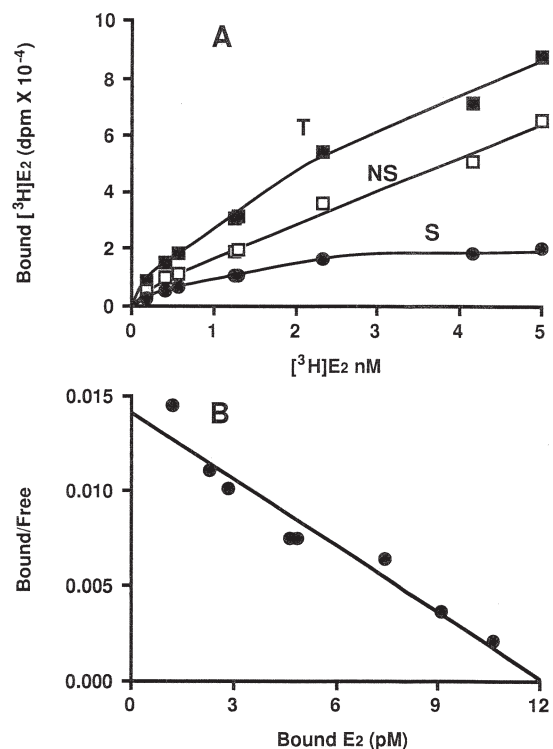 A
Bound [³H]E₂ (dpm X 10⁻⁴)
10
8
6
4
2
0
T
NS
S
0 1 2 3 4 5
[³H]E₂ nM
B
Bound/Free
0.015
0.010
0.005
0.000
0 3 6 9 12
Bound E₂ (pM)